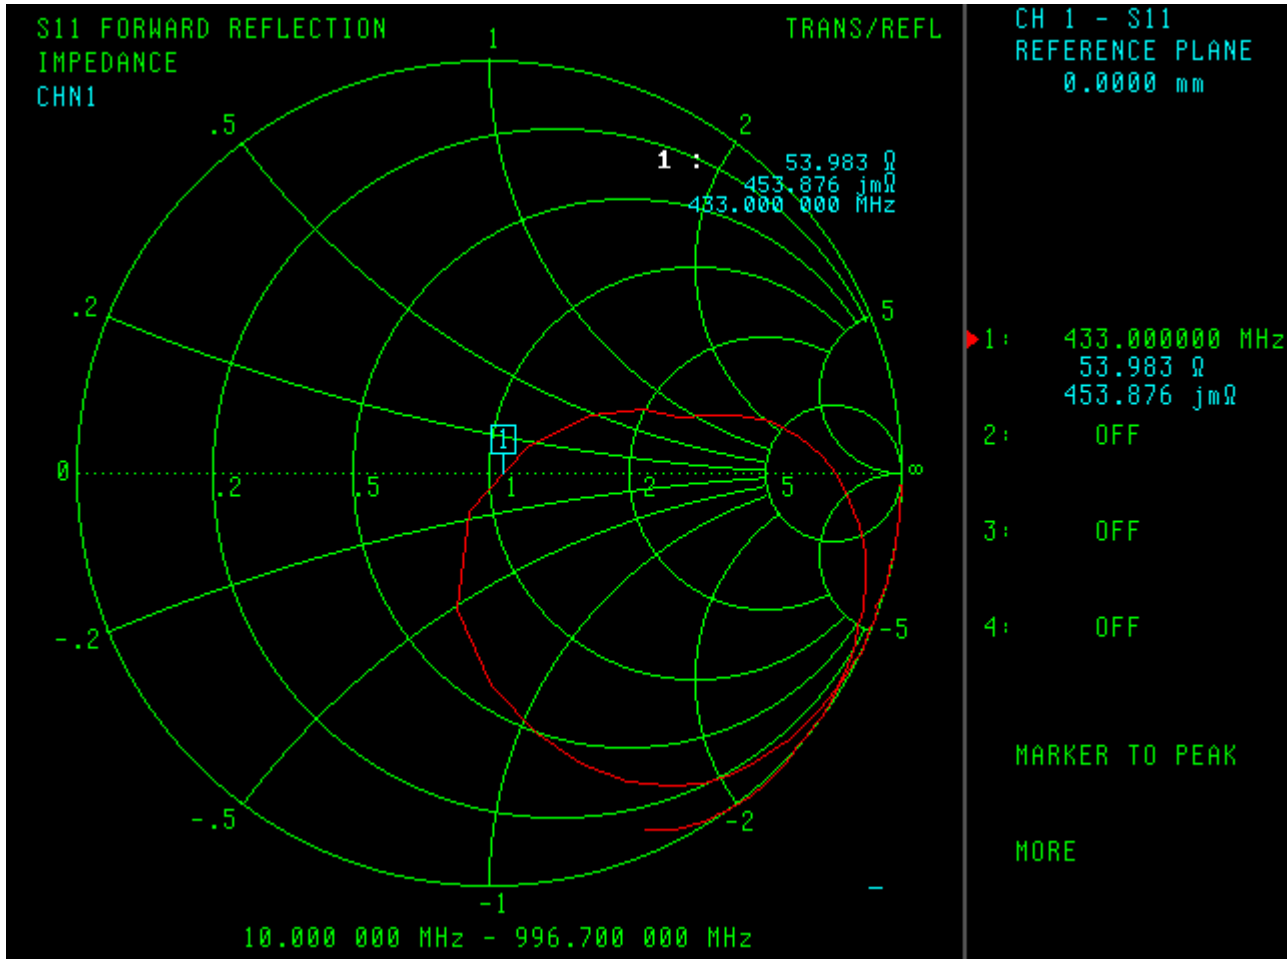 S11 FORWARD REFLECTION
TRANS/REFL
IMPEDANCE
CHN1
1
.5
2
1 :
53.983 Ω
453.876 jmΩ
433.000 000 MHz
.2
5
0
1
.2
.5
1
2
5
∞
-.2
-5
-.5
-2
-1
10.000 000 MHz - 996.700 000 MHz
CH 1 - S11
REFERENCE PLANE
0.0000 mm
1: 433.000000 MHz
53.983 Ω
453.876 jmΩ
2: OFF
3: OFF
4: OFF
MARKER TO PEAK
MORE